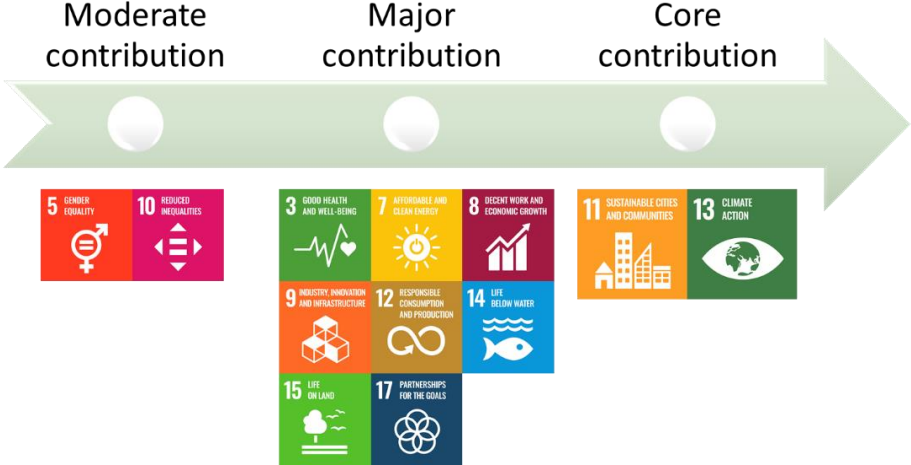 Moderate
contribution
Major
contribution
Core
contribution
5 GENDER
EQUALITY
10 REDUCED
INEQUALITIES
3 GOOD HEALTH
AND WELL-BEING
7 AFFORDABLE AND
CLEAN ENERGY
8 DECENT WORK AND
ECONOMIC GROWTH
9 INDUSTRY, INNOVATION
AND INFRASTRUCTURE
12 RESPONSIBLE
CONSUMPTION
AND PRODUCTION
14 LIFE
BELOW WATER
15 LIFE
ON LAND
17 PARTNERSHIPS
FOR THE GOALS
11 SUSTAINABLE CITIES
AND COMMUNITIES
13 CLIMATE
ACTION